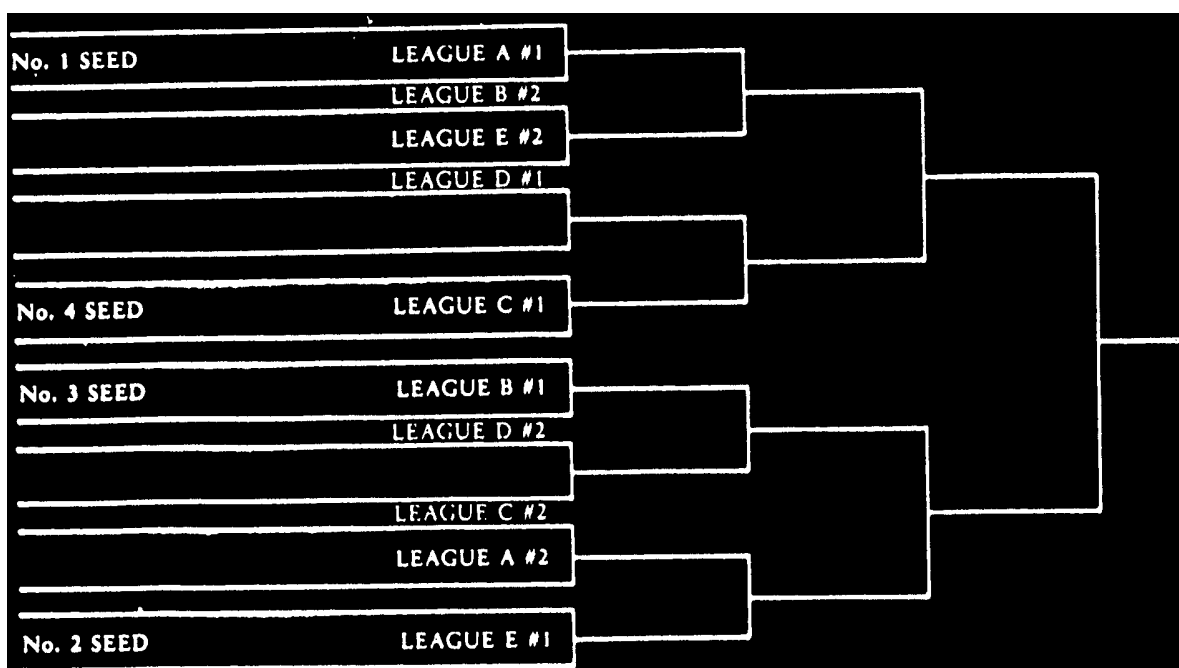 No. 1 SEED LEAGUE A #1
LEAGUE B #2
LEAGUE E #2
LEAGUE D #1
No. 4 SEED LEAGUE C #1
No. 3 SEED LEAGUE B #1
LEAGUE D #2
LEAGUE C #2
LEAGUE A #2
No. 2 SEED LEAGUE E #1